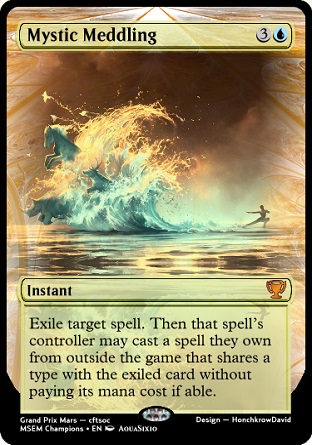 Mystic Meddling 3
Instant
Exile target spell. Then that spell's
controller may cast a spell they own
from outside the game that shares a
type with the exiled card without
paying its mana cost if able.
Grand Prix Mars — cftsoc
Design — HonchkrowDavid
MSEM Champions • EN AquaSixio